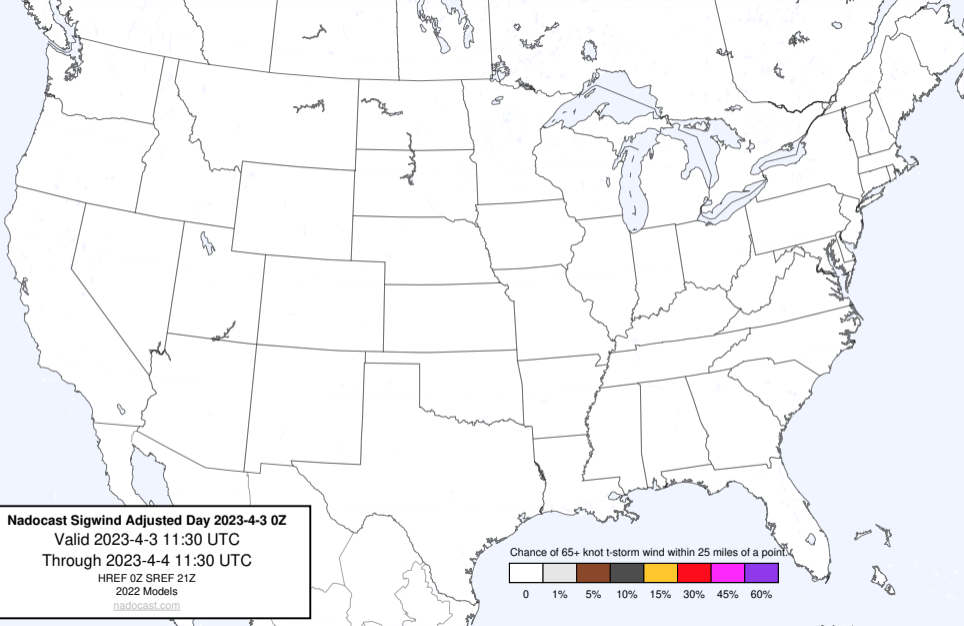 Nadocast Sigwind Adjusted Day 2023-4-3 0Z
Valid 2023-4-3 11:30 UTC
Through 2023-4-4 11:30 UTC
HREF 0Z SREF 21Z
2022 Models
nadocast.com
Chance of 65+ knot t-storm wind within 25 miles of a point.
0 1% 5% 10% 15% 30% 45% 60%